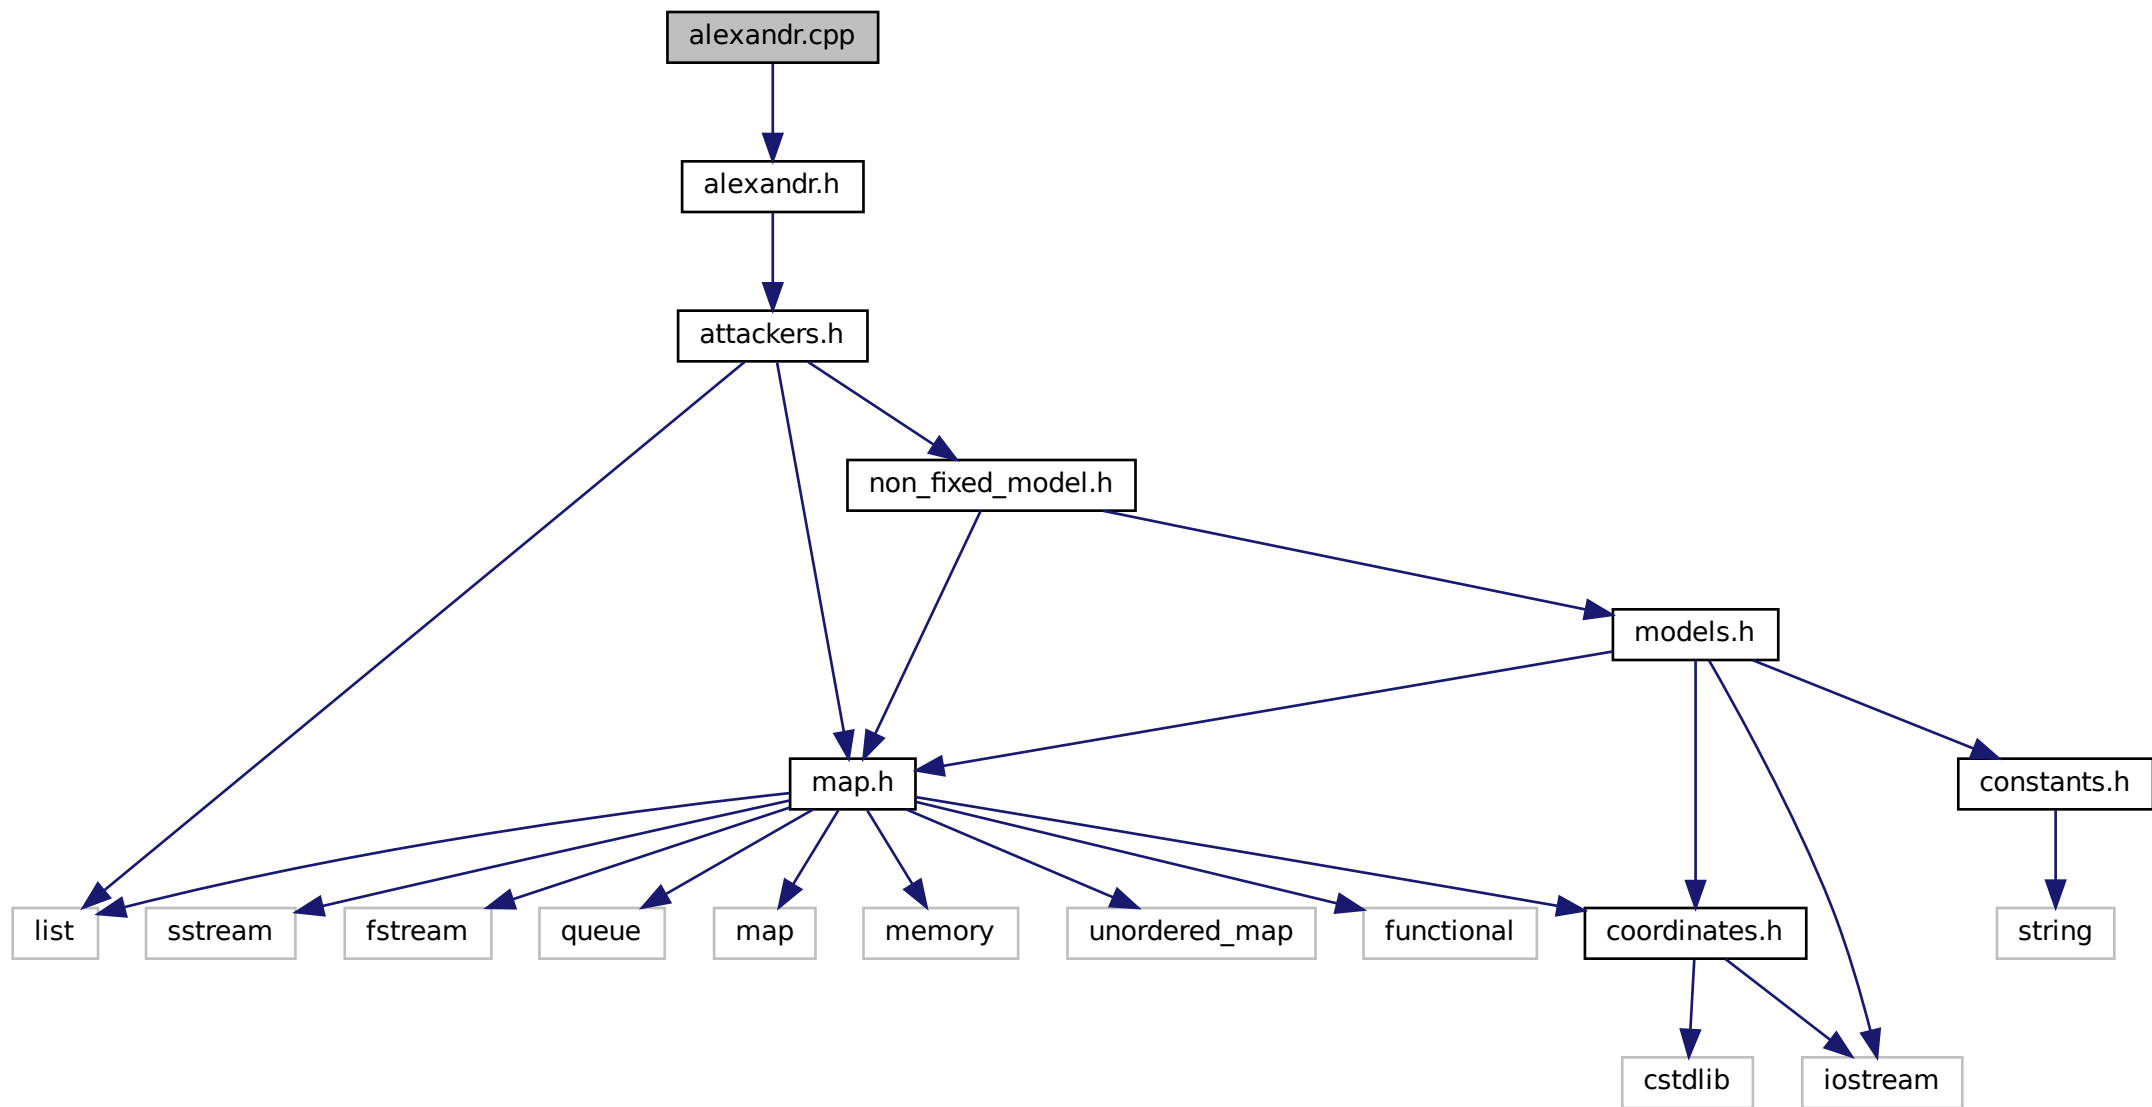 alexandr.cpp
alexandr.h
attackers.h
non_fixed_model.h
models.h
map.h
constants.h
list
sstream
fstream
queue
map
memory
unordered_map
functional
coordinates.h
string
cstdlib
iostream